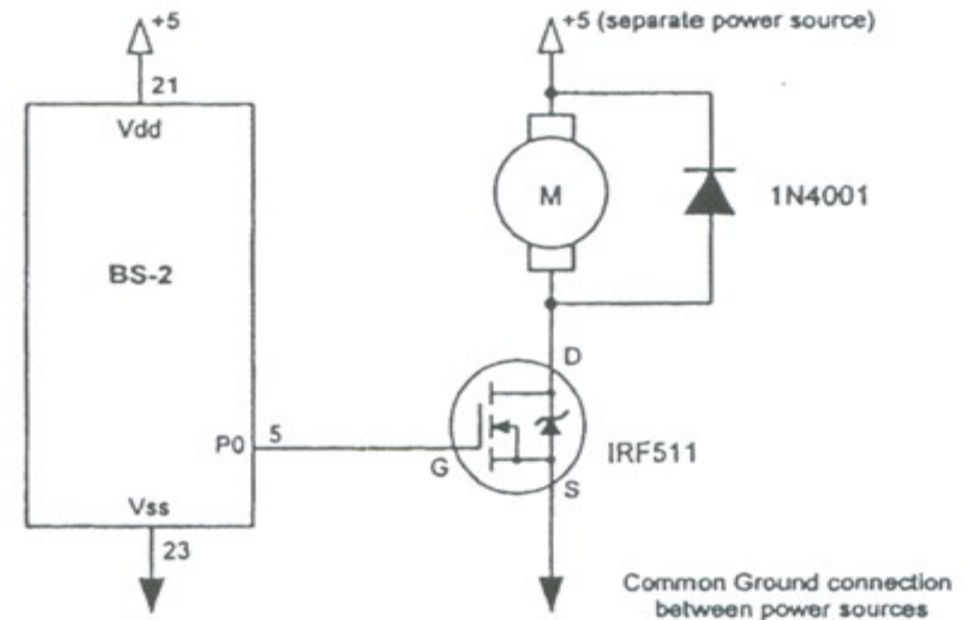 +5
21
Vdd
BS-2
P0
5
Vss
23
+5 (separate power source)
M
1N4001
D
G
S
IRF511
Common Ground connection
between power sources